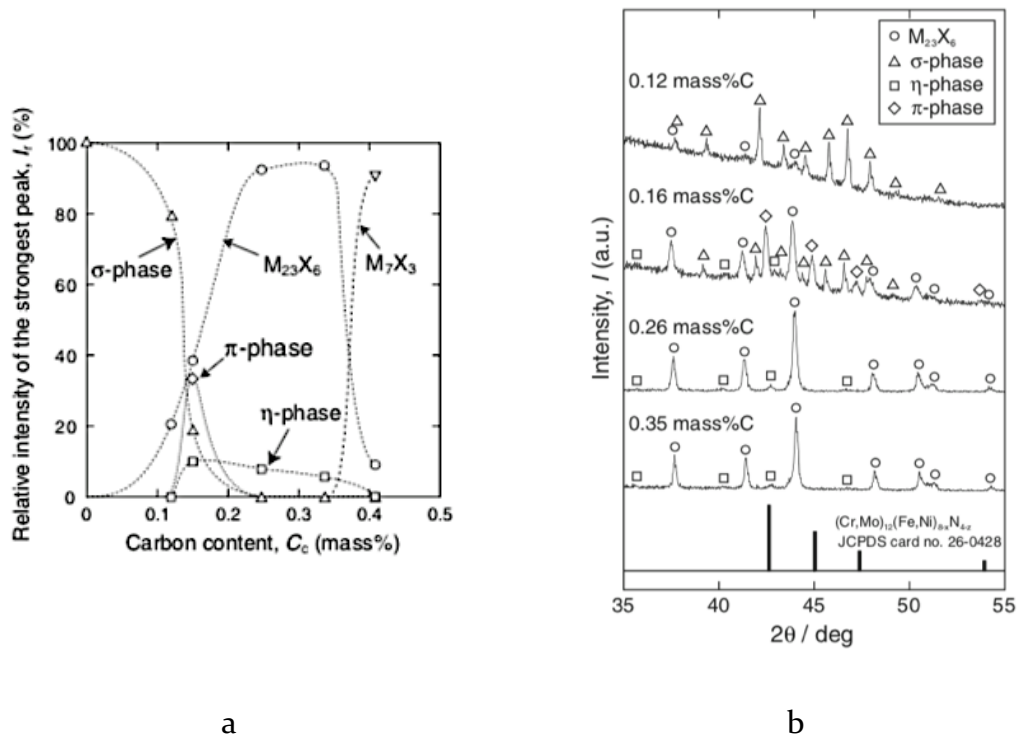 Relative intensity of the strongest peak, Iᵣ (%)
100
80
60
40
20
0
σ-phase
M₂₃X₆
M₇X₃
π-phase
η-phase
0 0.1 0.2 0.3 0.4 0.5
Carbon content, C꜀ (mass%)
a
Intensity, I (a.u.)
M₂₃X₆
σ-phase
η-phase
π-phase
0.12 mass%C
0.16 mass%C
0.26 mass%C
0.35 mass%C
(Cr,Mo)₁₂(Fe,Ni)₈₋ₓN₄₋z
JCPDS card no. 26-0428
35 40 45 50 55
2θ / deg
b